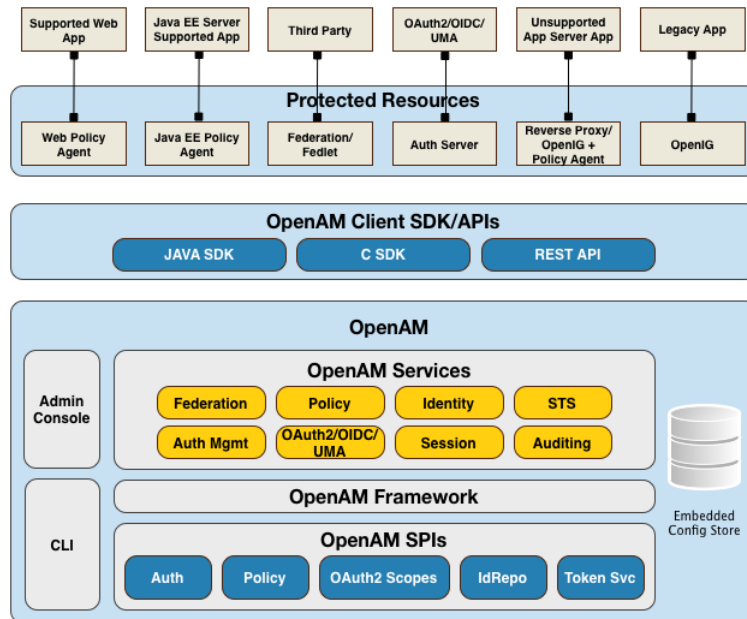 Supported Web
App
Java EE Server
Supported App
Third Party
OAuth2/OIDC/
UMA
Unsupported
App Server App
Legacy App
Protected Resources
Web Policy
Agent
Java EE Policy
Agent
Federation/
Fedlet
Auth Server
Reverse Proxy/
OpenIG +
Policy Agent
OpenIG
OpenAM Client SDK/APIs
JAVA SDK
C SDK
REST API
OpenAM
Admin
Console
OpenAM Services
Federation
Policy
Identity
STS
Auth Mgmt
OAuth2/OIDC/
UMA
Session
Auditing
CLI
OpenAM Framework
OpenAM SPIs
Auth
Policy
OAuth2 Scopes
IdRepo
Token Svc
Embedded
Config Store